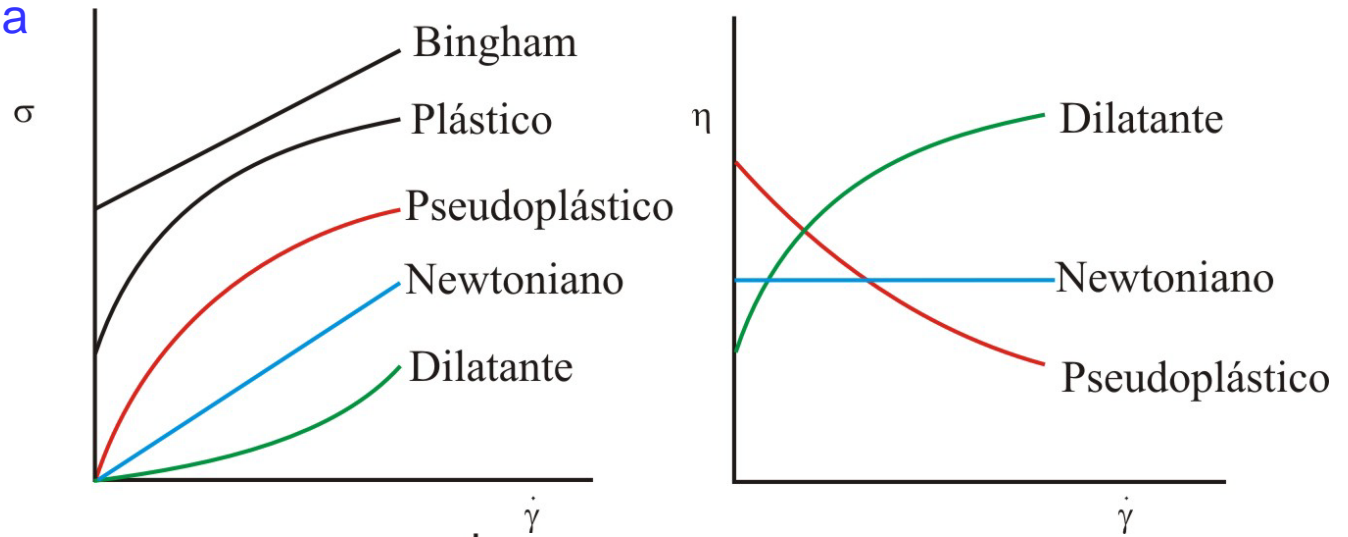 a
Bingham
σ
Plástico
Pseudoplástico
Newtoniano
Dilatante
γ̇
η
Dilatante
Newtoniano
Pseudoplástico
γ̇